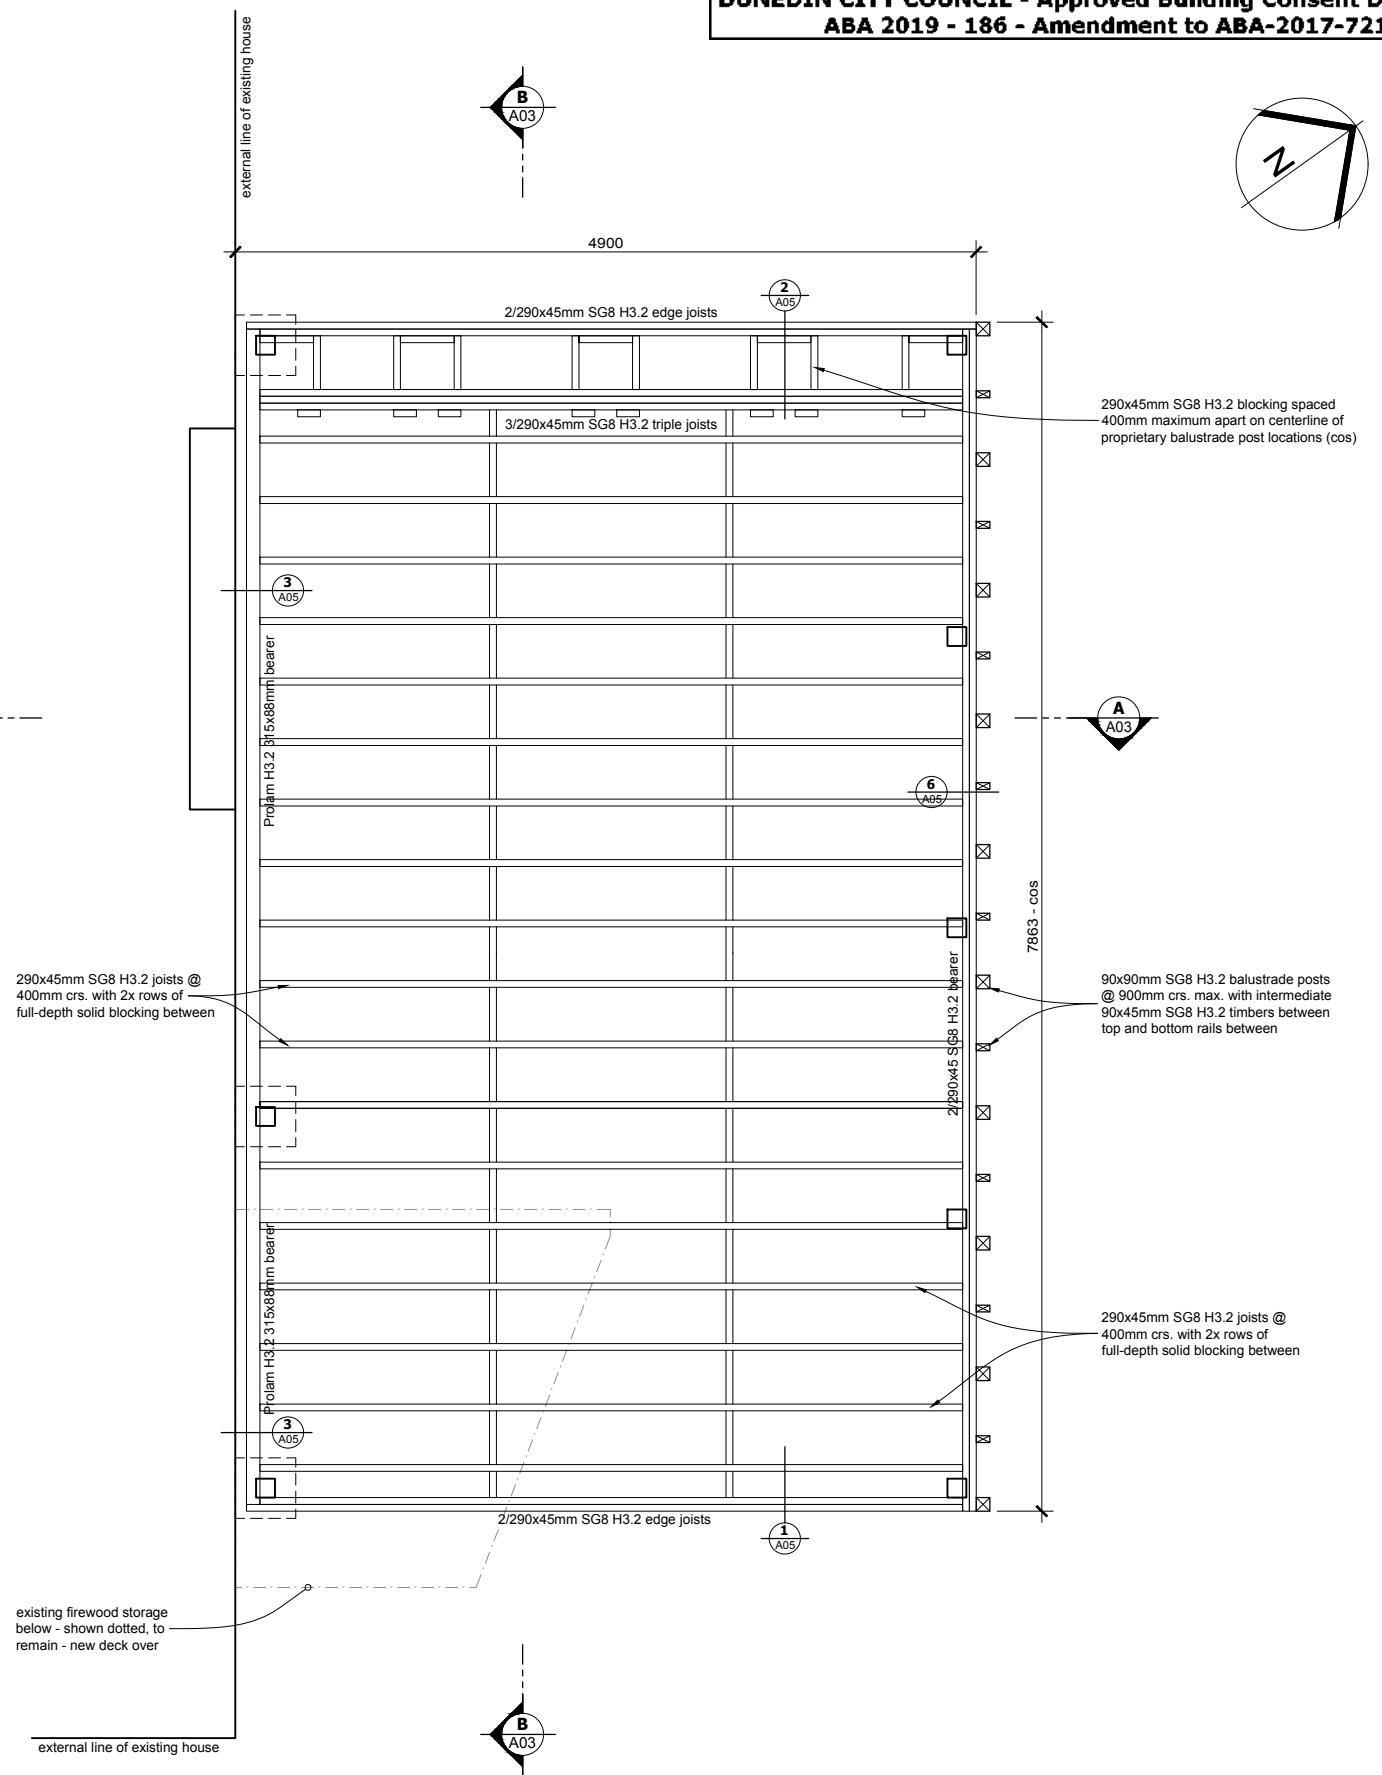 DUNEDIN CITY COUNCIL - Approved Building Consent D
ABA 2019 - 186 - Amendment to ABA-2017-721
external line of existing house
B
A03
N
4900
2/290x45mm SG8 H3.2 edge joists
2
A05
290x45mm SG8 H3.2 blocking spaced
400mm maximum apart on centerline of
proprietary balustrade post locations (cos)
3/290x45mm SG8 H3.2 triple joists
3
A05
Prolam H3.2 315x88mm bearer
A
A03
6
A05
7863 - cos
290x45mm SG8 H3.2 joists @
400mm crs. with 2x rows of
full-depth solid blocking between
2/290x45 SG8 H3.2 bearer
90x90mm SG8 H3.2 balustrade posts
@ 900mm crs. max. with intermediate
90x45mm SG8 H3.2 timbers between
top and bottom rails between
Prolam H3.2 315x88mm bearer
290x45mm SG8 H3.2 joists @
400mm crs. with 2x rows of
full-depth solid blocking between
3
A05
2/290x45mm SG8 H3.2 edge joists
1
A05
existing firewood storage
below - shown dotted, to
remain - new deck over
B
A03
external line of existing house